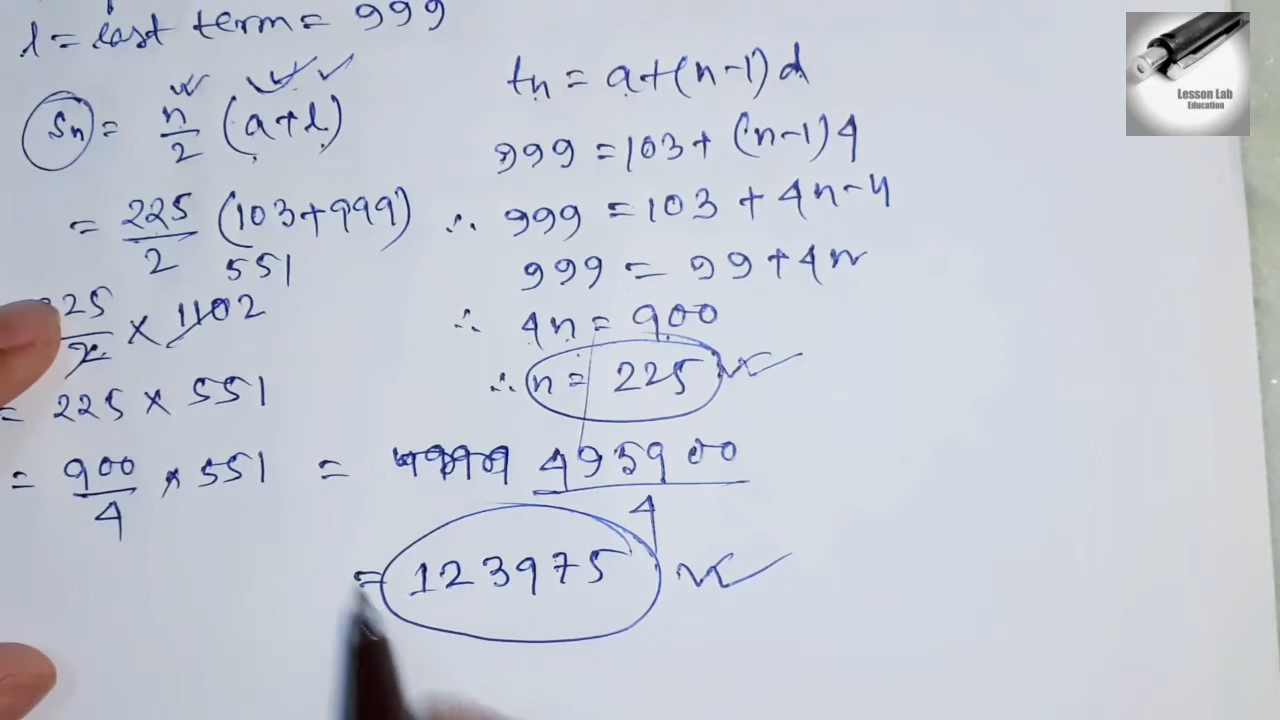 l = last term = 999
Sn = n/2 (a+l)
= 225/2 (103+999)
551
225/2 × 1102
= 225 × 551
= 900/4 × 551 = 495900/4
= 123975
tn = a+(n-1)d
999 = 103+ (n-1)4
∴ 999 = 103 + 4n-4
999 = 99+4n
∴ 4n = 900
∴ n = 225
Lesson Lab
Education